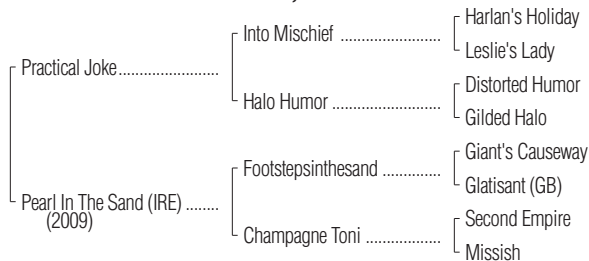 Harlan's Holiday
Into Mischief ....................
Leslie's Lady
Practical Joke.......................
Distorted Humor
Halo Humor .........................
Gilded Halo
Giant's Causeway
Footstepsinthesand ..............
Glatisant (GB)
Pearl In The Sand (IRE) ........
(2009)
Second Empire
Champagne Toni .................
Missish